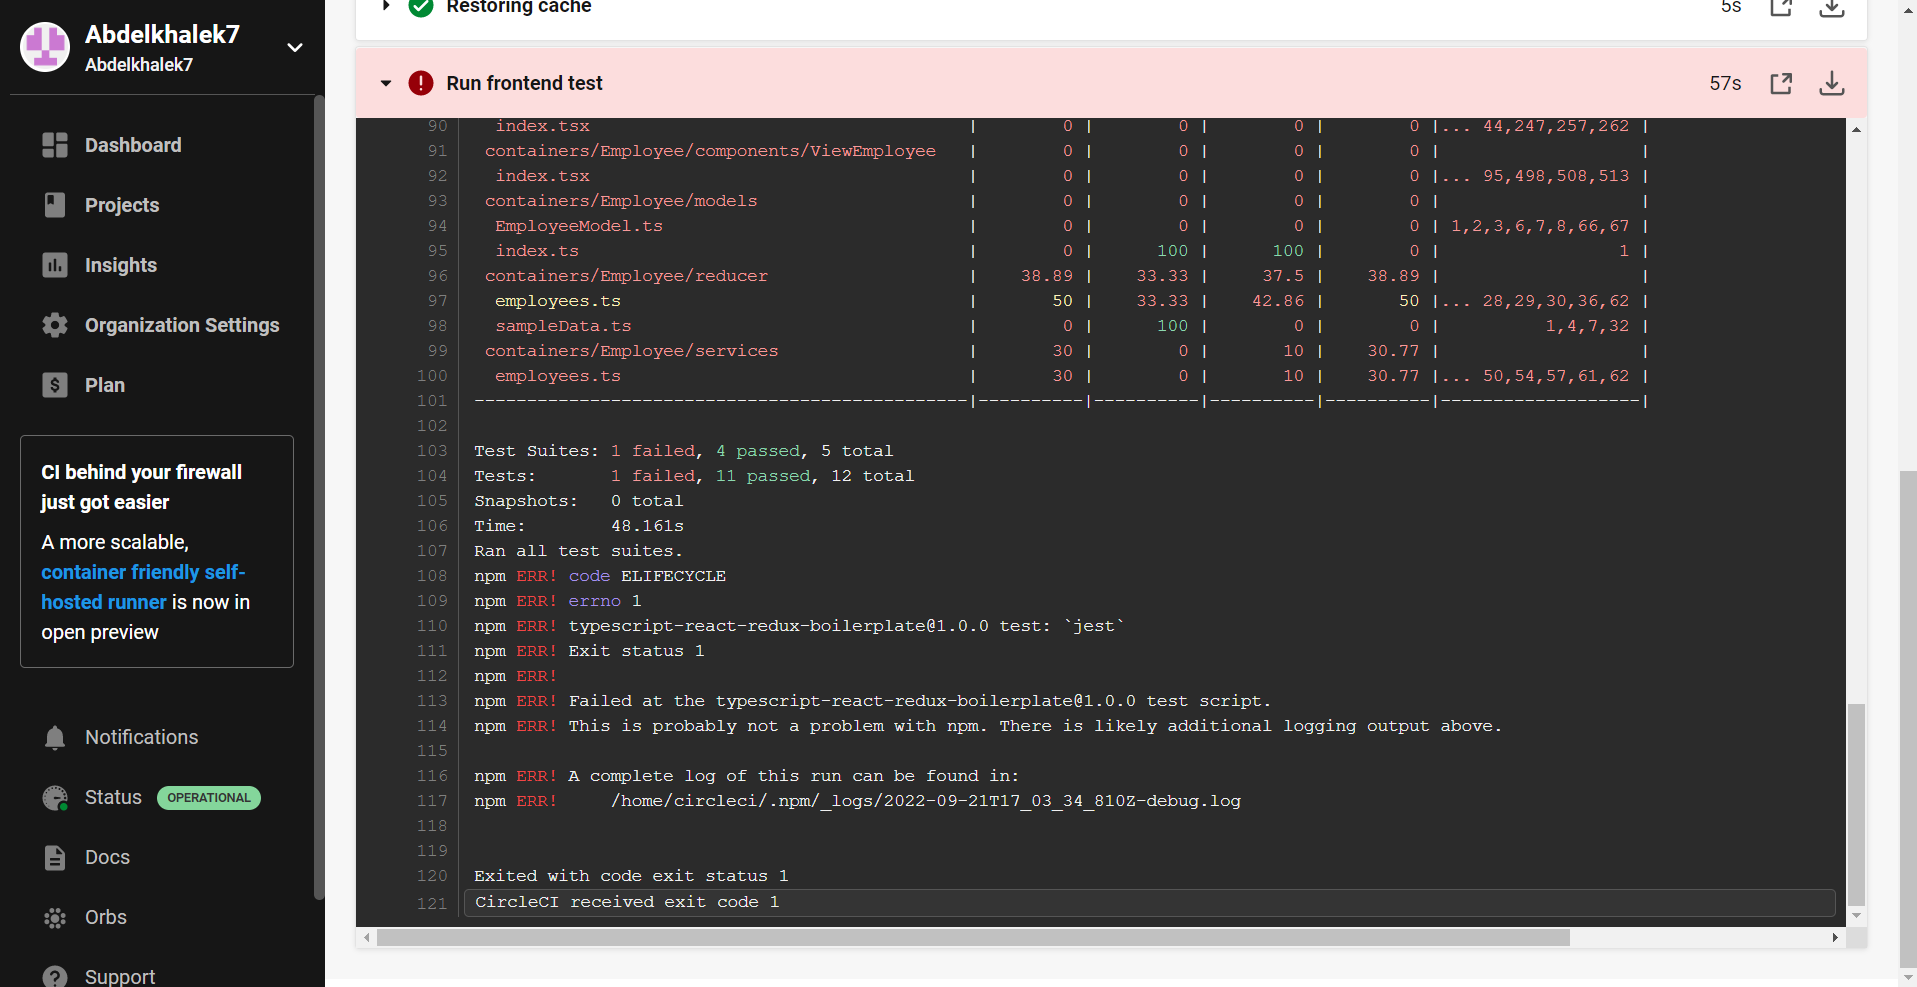 Abdelkhalek7
Abdelkhalek7
Dashboard
Projects
Insights
Organization Settings
Plan
CI behind your firewall
just got easier
A more scalable,
container friendly self-
hosted runner is now in
open preview
Notifications
Status OPERATIONAL
Docs
Orbs
Support
Restoring cache 5s
Run frontend test 57s
90 index.tsx | 0 | 0 | 0 | 0 |... 44,247,257,262 |
91 containers/Employee/components/ViewEmployee | 0 | 0 | 0 | 0 | |
92 index.tsx | 0 | 0 | 0 | 0 |... 95,498,508,513 |
93 containers/Employee/models | 0 | 0 | 0 | 0 | |
94 EmployeeModel.ts | 0 | 0 | 0 | 0 | 1,2,3,6,7,8,66,67 |
95 index.ts | 0 | 100 | 100 | 0 | 1 |
96 containers/Employee/reducer | 38.89 | 33.33 | 37.5 | 38.89 | |
97 employees.ts | 50 | 33.33 | 42.86 | 50 |... 28,29,30,36,62 |
98 sampleData.ts | 0 | 100 | 0 | 0 | 1,4,7,32 |
99 containers/Employee/services | 30 | 0 | 10 | 30.77 | |
100 employees.ts | 30 | 0 | 10 | 30.77 |... 50,54,57,61,62 |
101 -----------------------------------------------|----------|----------|----------|----------|-------------------|
102
103 Test Suites: 1 failed, 4 passed, 5 total
104 Tests: 1 failed, 11 passed, 12 total
105 Snapshots: 0 total
106 Time: 48.161s
107 Ran all test suites.
108 npm ERR! code ELIFECYCLE
109 npm ERR! errno 1
110 npm ERR! typescript-react-redux-boilerplate@1.0.0 test: `jest`
111 npm ERR! Exit status 1
112 npm ERR!
113 npm ERR! Failed at the typescript-react-redux-boilerplate@1.0.0 test script.
114 npm ERR! This is probably not a problem with npm. There is likely additional logging output above.
115
116 npm ERR! A complete log of this run can be found in:
117 npm ERR! /home/circleci/.npm/_logs/2022-09-21T17_03_34_810Z-debug.log
118
119
120 Exited with code exit status 1
121 CircleCI received exit code 1